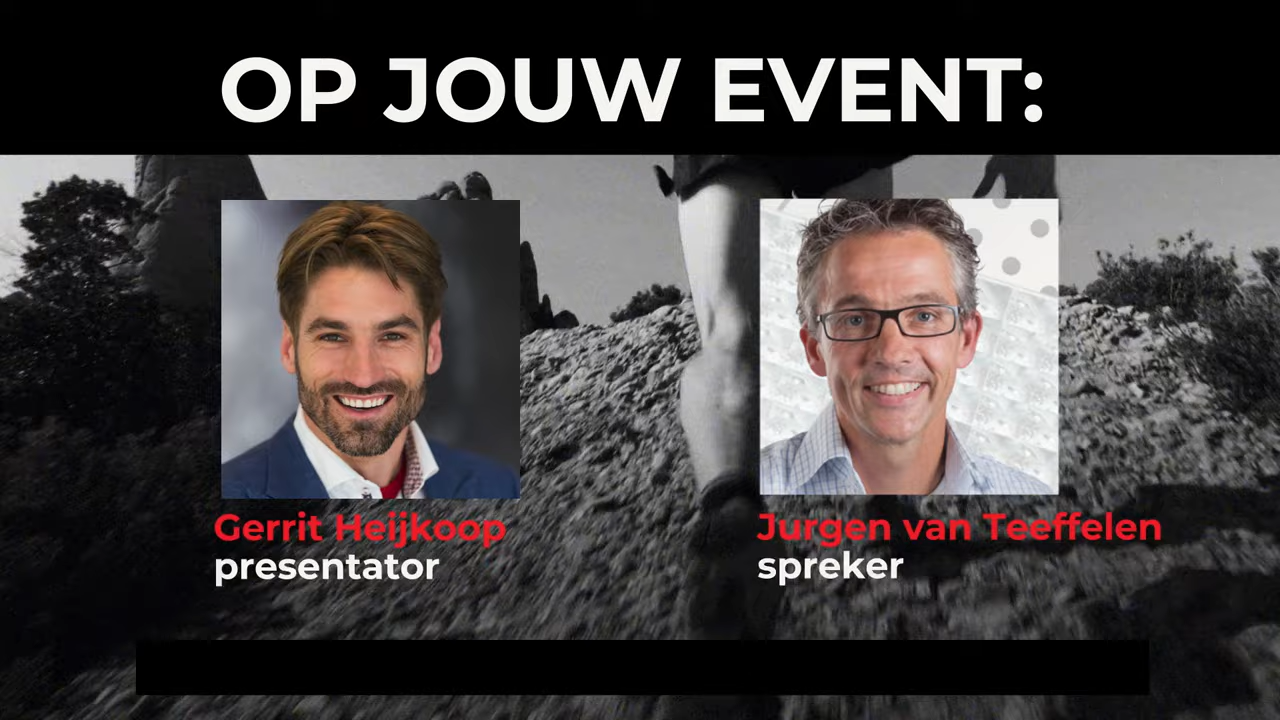 OP JOUW EVENT:
Gerrit Heijkoop
presentator
Jurgen van Teeffelen
spreker